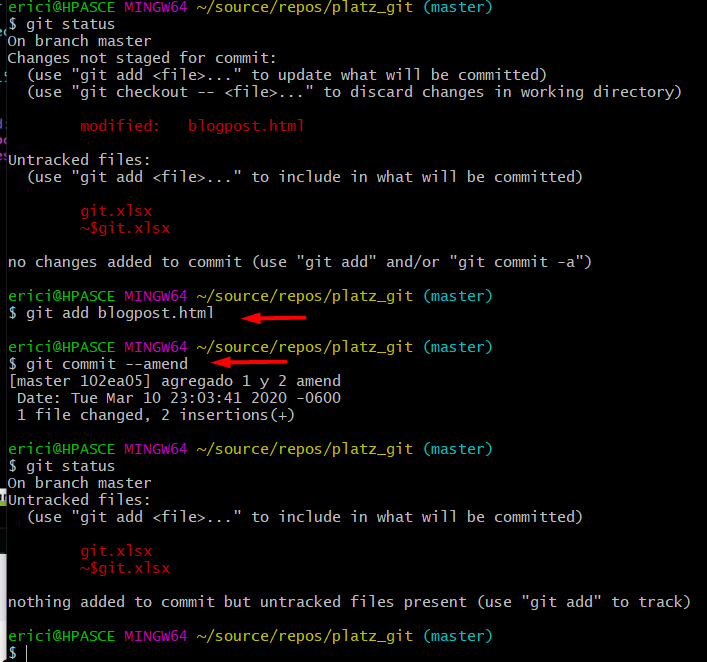 erici@HPASCE MINGW64 ~/source/repos/platz_git (master)
$ git status
On branch master
Changes not staged for commit:
  (use "git add <file>..." to update what will be committed)
  (use "git checkout -- <file>..." to discard changes in working directory)

        modified:   blogpost.html

Untracked files:
  (use "git add <file>..." to include in what will be committed)

        git.xlsx
        ~$git.xlsx

no changes added to commit (use "git add" and/or "git commit -a")

erici@HPASCE MINGW64 ~/source/repos/platz_git (master)
$ git add blogpost.html

erici@HPASCE MINGW64 ~/source/repos/platz_git (master)
$ git commit --amend
[master 102ea05] agregado 1 y 2 amend
 Date: Tue Mar 10 23:03:41 2020 -0600
 1 file changed, 2 insertions(+)

erici@HPASCE MINGW64 ~/source/repos/platz_git (master)
$ git status
On branch master
Untracked files:
  (use "git add <file>..." to include in what will be committed)

        git.xlsx
        ~$git.xlsx

nothing added to commit but untracked files present (use "git add" to track)

erici@HPASCE MINGW64 ~/source/repos/platz_git (master)
$